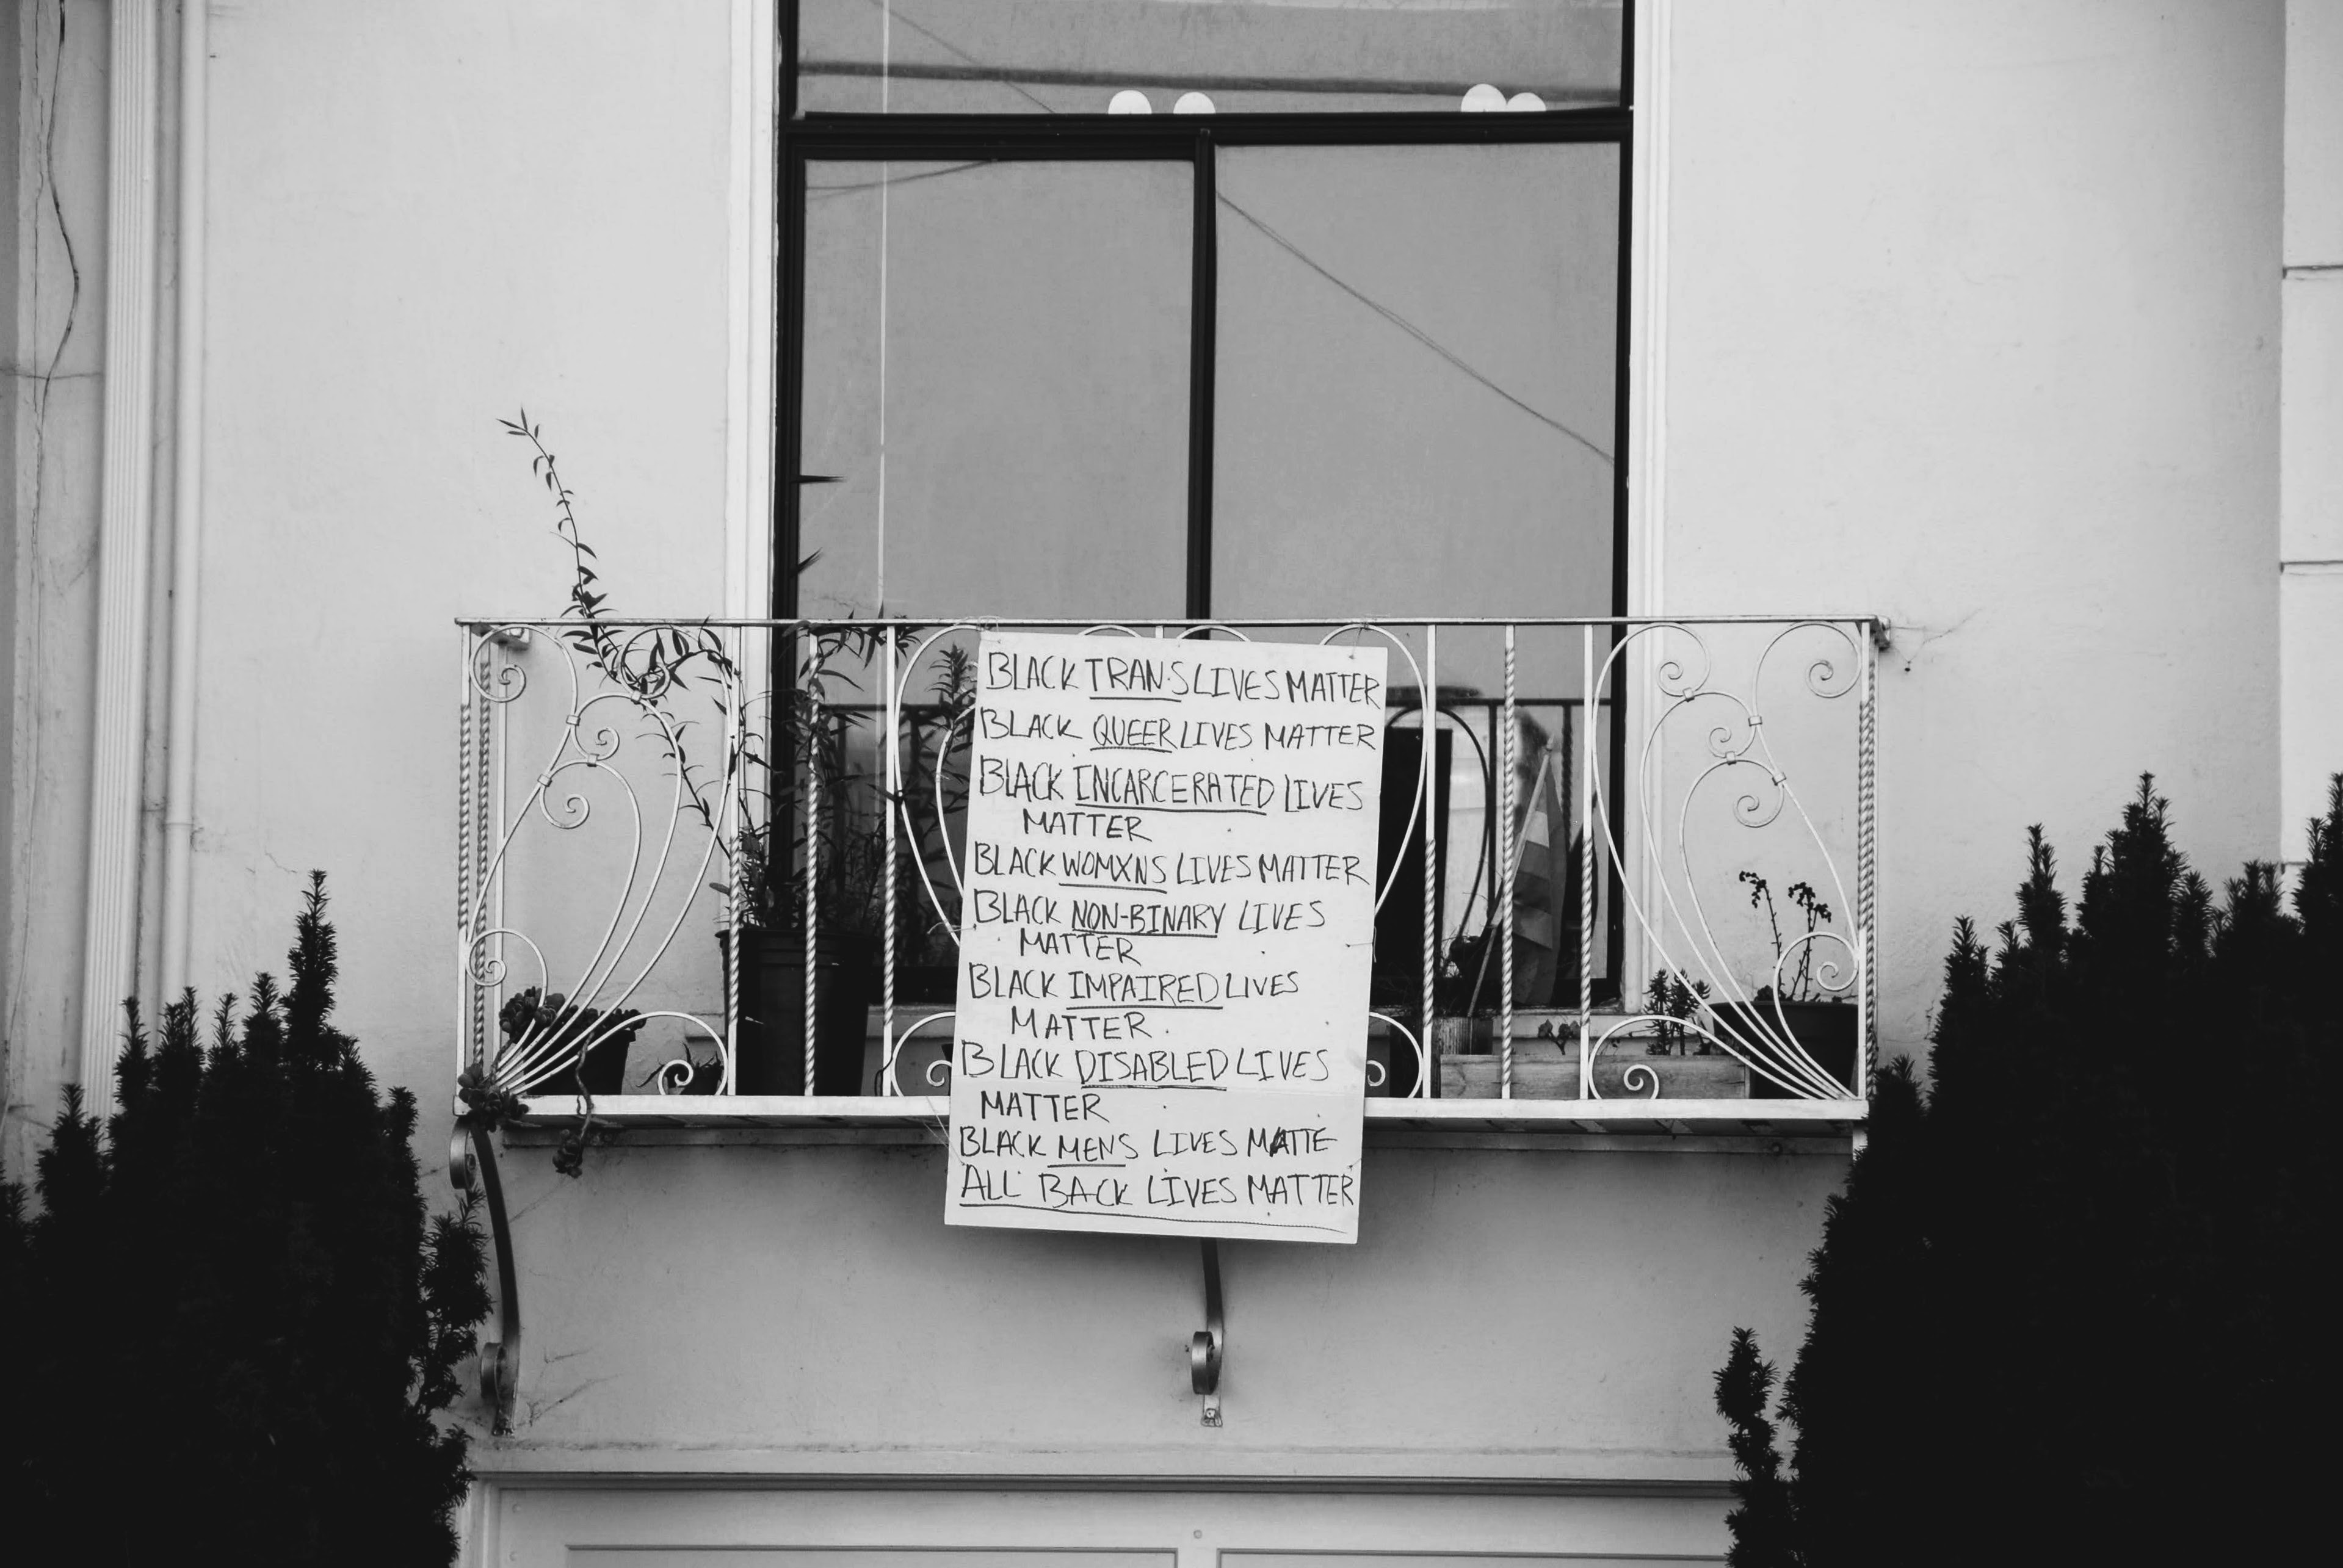 BLACK TRANS LIVES MATTER
BLACK QUEER LIVES MATTER
BLACK INCARCERATED LIVES
MATTER
BLACK WOMXNS LIVES MATTER
BLACK NON-BINARY LIVES
MATTER
BLACK IMPAIRED LIVES
MATTER
BLACK DISABLED LIVES
MATTER
BLACK MENS LIVES MATTE
ALL BACK LIVES MATTER